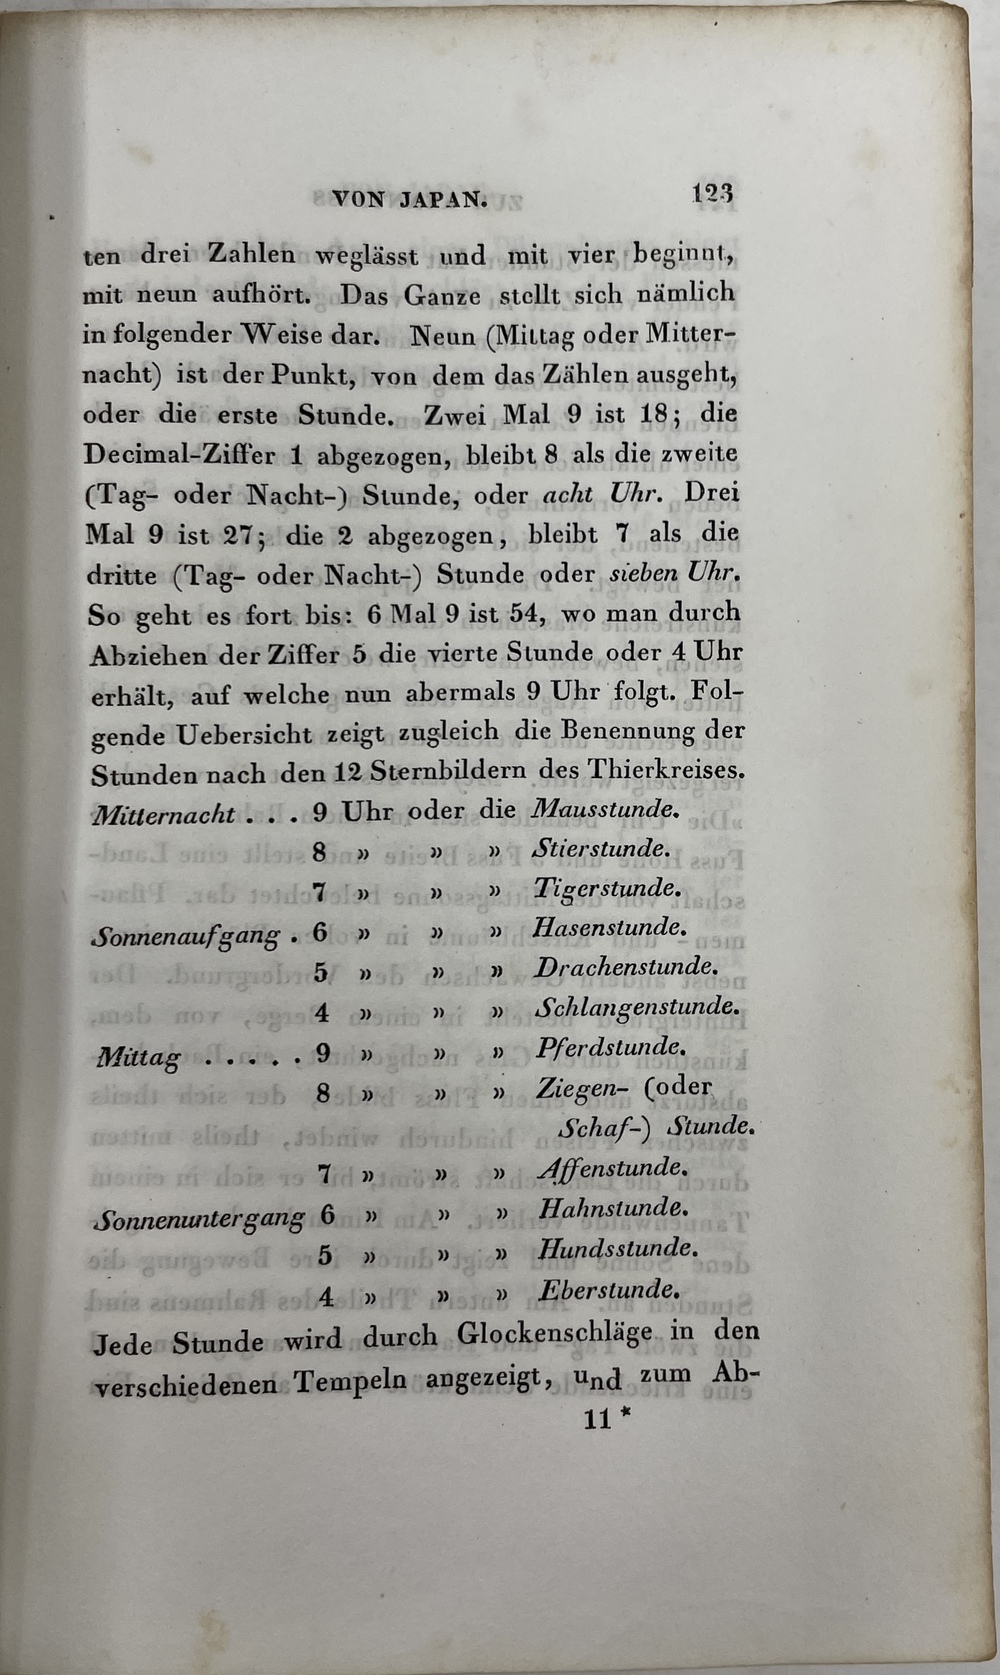 VON JAPAN. 123
ten drei Zahlen weglässt und mit vier beginnt,
mit neun aufhört. Das Ganze stellt sich nämlich
in folgender Weise dar. Neun (Mittag oder Mitter-
nacht) ist der Punkt, von dem das Zählen ausgeht,
oder die erste Stunde. Zwei Mal 9 ist 18; die
Decimal-Ziffer 1 abgezogen, bleibt 8 als die zweite
(Tag- oder Nacht-) Stunde, oder acht Uhr. Drei
Mal 9 ist 27; die 2 abgezogen, bleibt 7 als die
dritte (Tag- oder Nacht-) Stunde oder sieben Uhr.
So geht es fort bis: 6 Mal 9 ist 54, wo man durch
Abziehen der Ziffer 5 die vierte Stunde oder 4 Uhr
erhält, auf welche nun abermals 9 Uhr folgt. Fol-
gende Uebersicht zeigt zugleich die Benennung der
Stunden nach den 12 Sternbildern des Thierkreises.
Mitternacht . . . 9 Uhr oder die Mausstunde.
8 » » » Stierstunde.
7 » » » Tigerstunde.
Sonnenaufgang . 6 » » » Hasenstunde.
5 » » » Drachenstunde.
4 » » » Schlangenstunde.
Mittag . . . . . 9 » » » Pferdstunde.
8 » » » Ziegen- (oder
Schaf-) Stunde.
7 » » » Affenstunde.
Sonnenuntergang 6 » » » Hahnstunde.
5 » » » Hundsstunde.
4 » » » Eberstunde.
Jede Stunde wird durch Glockenschläge in den
verschiedenen Tempeln angezeigt, und zum Ab-
11 *